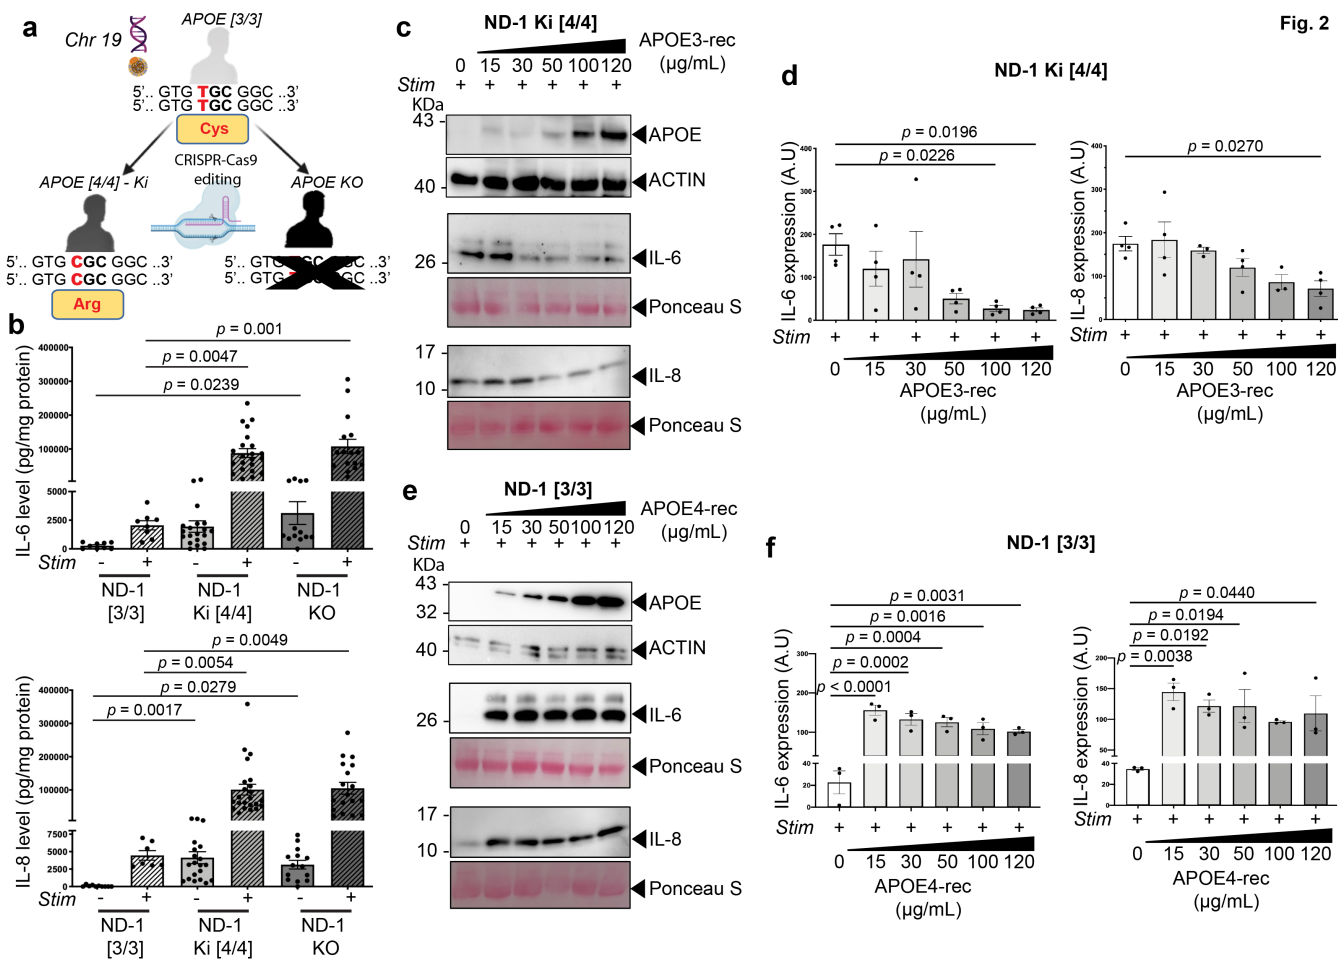 Fig. 2
a
APOE [3/3]
Chr 19
5'.. GTG TGC GGC ..3'
5'.. GTG TGC GGC ..3'
Cys
CRISPR-Cas9
editing
APOE [4/4] - Ki
APOE KO
5'.. GTG CGC GGC ..3'
5'.. GTG CGC GGC ..3'
Arg
b
p = 0.001
p = 0.0047
p = 0.0239
IL-6 level (pg/mg protein)
400000
300000
200000
100000
5000
2500
0
Stim - + - + - +
ND-1 ND-1 ND-1
[3/3] Ki [4/4] KO
p = 0.0049
p = 0.0054
p = 0.0279
p = 0.0017
IL-8 level (pg/mg protein)
400000
300000
200000
100000
7500
5000
2500
0
Stim - + - + - +
ND-1 ND-1 ND-1
[3/3] Ki [4/4] KO
c
ND-1 Ki [4/4]
APOE3-rec
0 15 30 50 100 120 (µg/mL)
Stim + + + + + +
KDa
43
APOE
40
ACTIN
26
IL-6
Ponceau S
17
10
IL-8
Ponceau S
d
ND-1 Ki [4/4]
p = 0.0196
p = 0.0226
IL-6 expression (A.U)
400
300
200
100
0
Stim + + + + + +
0 15 30 50 100 120
APOE3-rec
(µg/mL)
p = 0.0270
IL-8 expression (A.U)
400
300
200
100
0
+ + + + + +
0 15 30 50 100 120
APOE3-rec
(µg/mL)
e
ND-1 [3/3]
APOE4-rec
0 15 30 50 100 120 (µg/mL)
Stim + + + + + +
KDa
43
32
APOE
40
ACTIN
26
IL-6
Ponceau S
17
10
IL-8
Ponceau S
f
ND-1 [3/3]
p = 0.0031
p = 0.0016
p = 0.0004
p = 0.0002
p < 0.0001
IL-6 expression (A.U)
300
200
100
40
20
0
Stim + + + + + +
0 15 30 50 100 120
APOE4-rec
(µg/mL)
p = 0.0440
p = 0.0194
p = 0.0192
p = 0.0038
IL-8 expression (A.U)
200
150
100
50
40
20
0
+ + + + + +
0 15 30 50 100 120
APOE4-rec
(µg/mL)